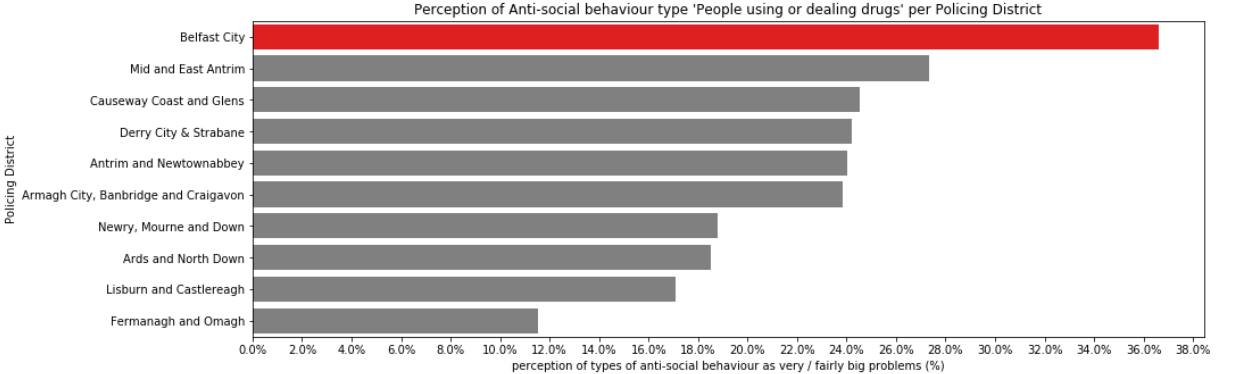 Perception of Anti-social behaviour type 'People using or dealing drugs' per Policing District
Policing District
Belfast City
Mid and East Antrim
Causeway Coast and Glens
Derry City & Strabane
Antrim and Newtownabbey
Armagh City, Banbridge and Craigavon
Newry, Mourne and Down
Ards and North Down
Lisburn and Castlereagh
Fermanagh and Omagh
0.0% 2.0% 4.0% 6.0% 8.0% 10.0% 12.0% 14.0% 16.0% 18.0% 20.0% 22.0% 24.0% 26.0% 28.0% 30.0% 32.0% 34.0% 36.0% 38.0%
perception of types of anti-social behaviour as very / fairly big problems (%)